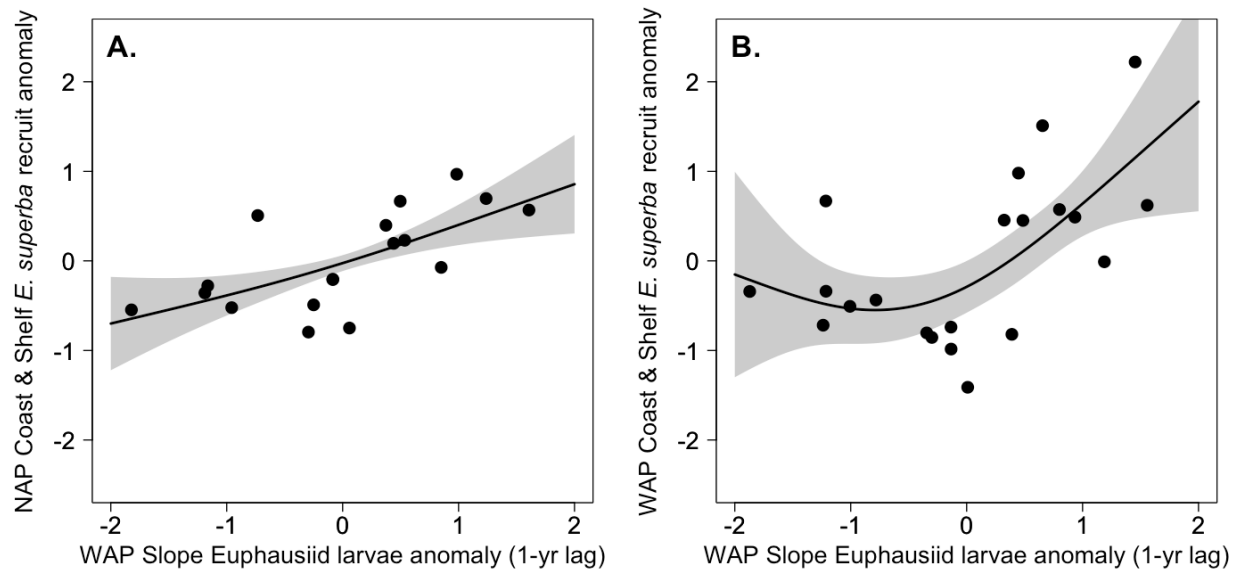 A.
NAP Coast & Shelf E. superba recruit anomaly
2
1
0
-1
-2
-2 -1 0 1 2
WAP Slope Euphausiid larvae anomaly (1-yr lag)
B.
WAP Coast & Shelf E. superba recruit anomaly
2
1
0
-1
-2
-2 -1 0 1 2
WAP Slope Euphausiid larvae anomaly (1-yr lag)